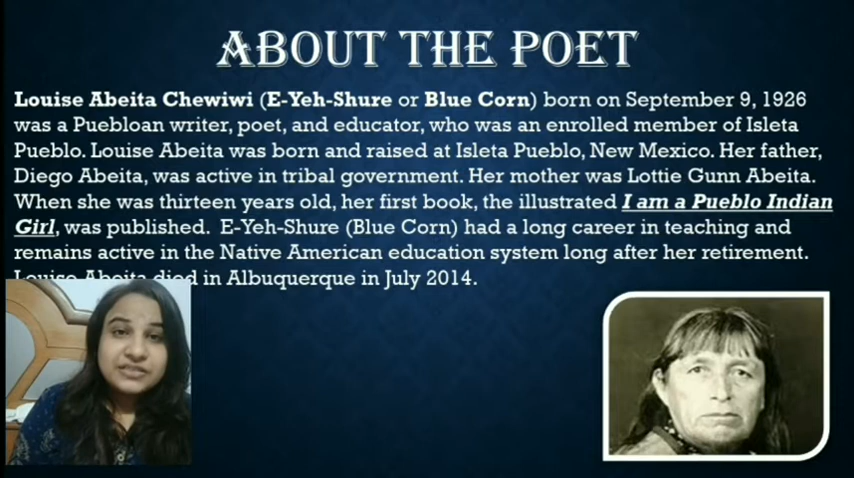 ABOUT THE POET
Louise Abeita Chewiwi (E-Yeh-Shure or Blue Corn) born on September 9, 1926
was a Puebloan writer, poet, and educator, who was an enrolled member of Isleta
Pueblo. Louise Abeita was born and raised at Isleta Pueblo, New Mexico. Her father,
Diego Abeita, was active in tribal government. Her mother was Lottie Gunn Abeita.
When she was thirteen years old, her first book, the illustrated I am a Pueblo Indian
Girl, was published. E-Yeh-Shure (Blue Corn) had a long career in teaching and
remains active in the Native American education system long after her retirement.
Louise Abeita died in Albuquerque in July 2014.